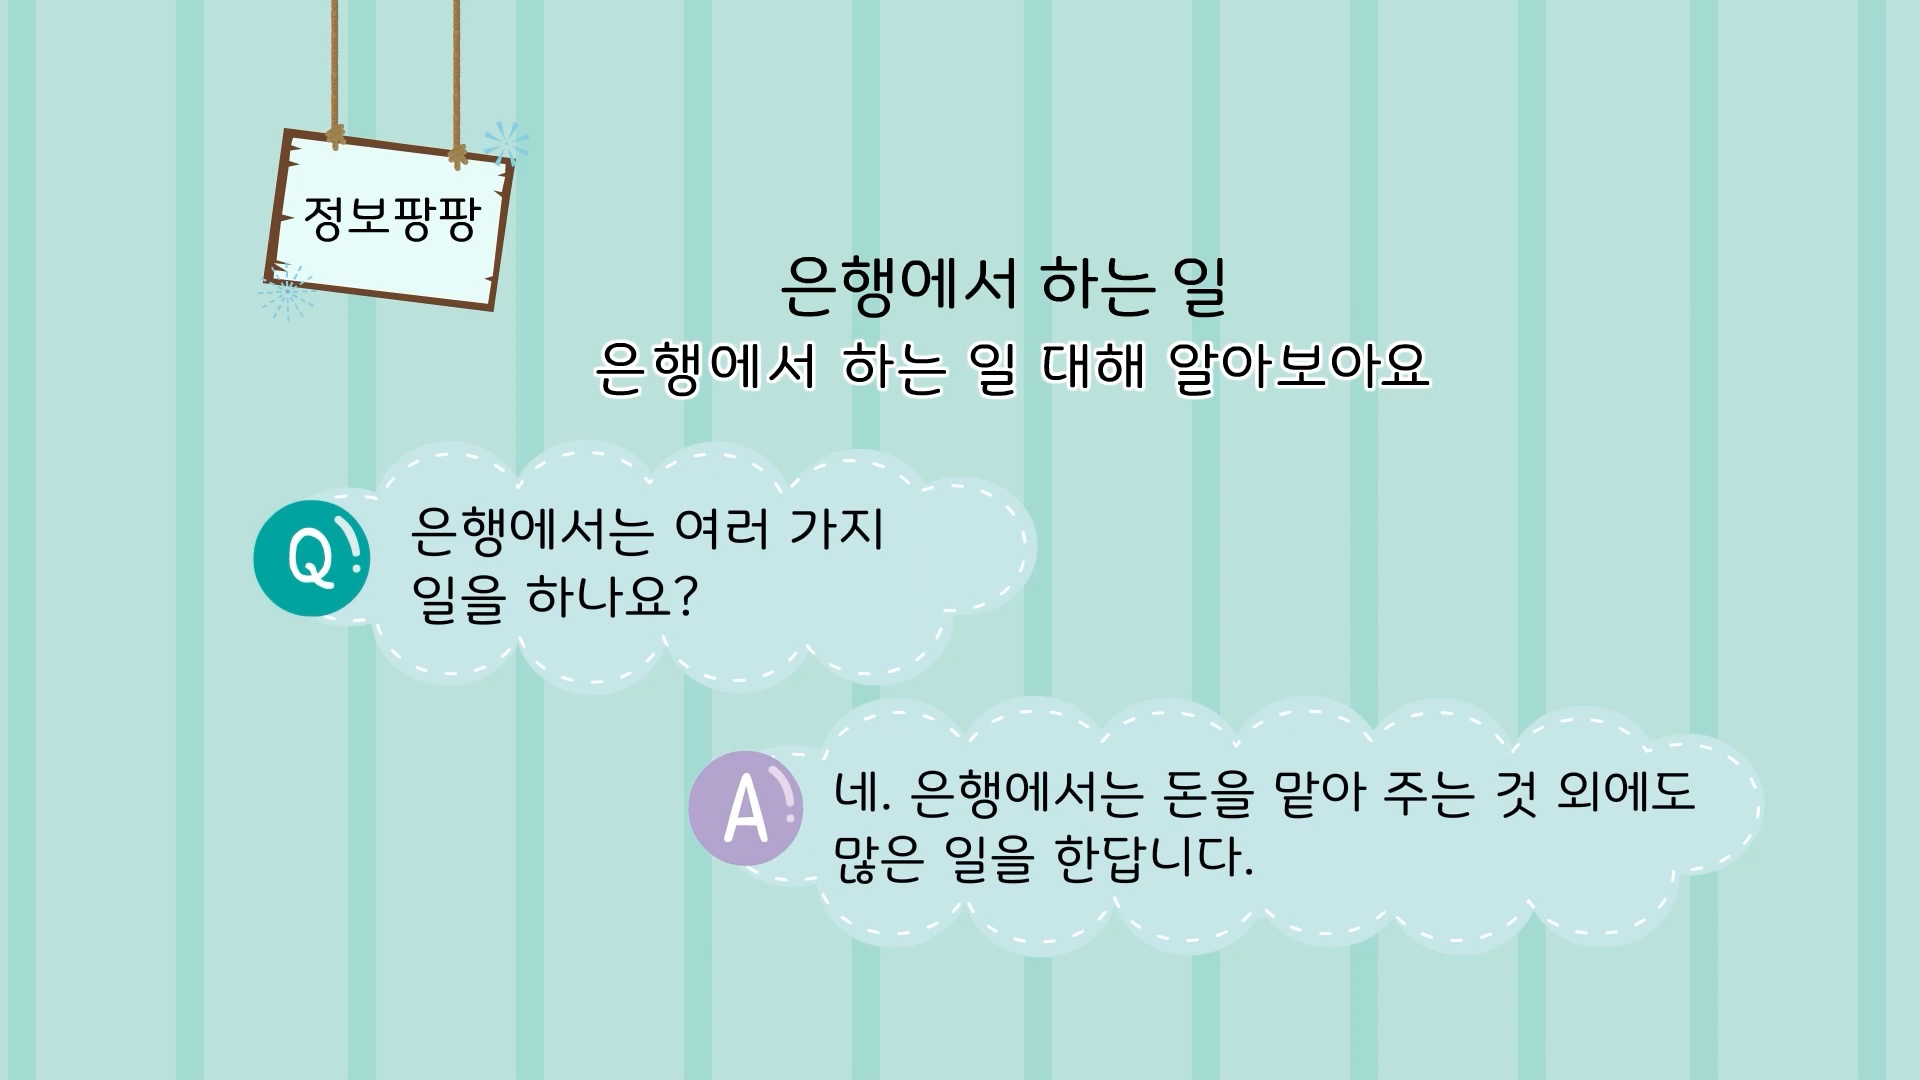 정보팡팡
은행에서 하는 일
은행에서 하는 일 대해 알아보아요
Q
은행에서는 여러 가지
일을 하나요?
A
네. 은행에서는 돈을 맡아 주는 것 외에도
많은 일을 한답니다.